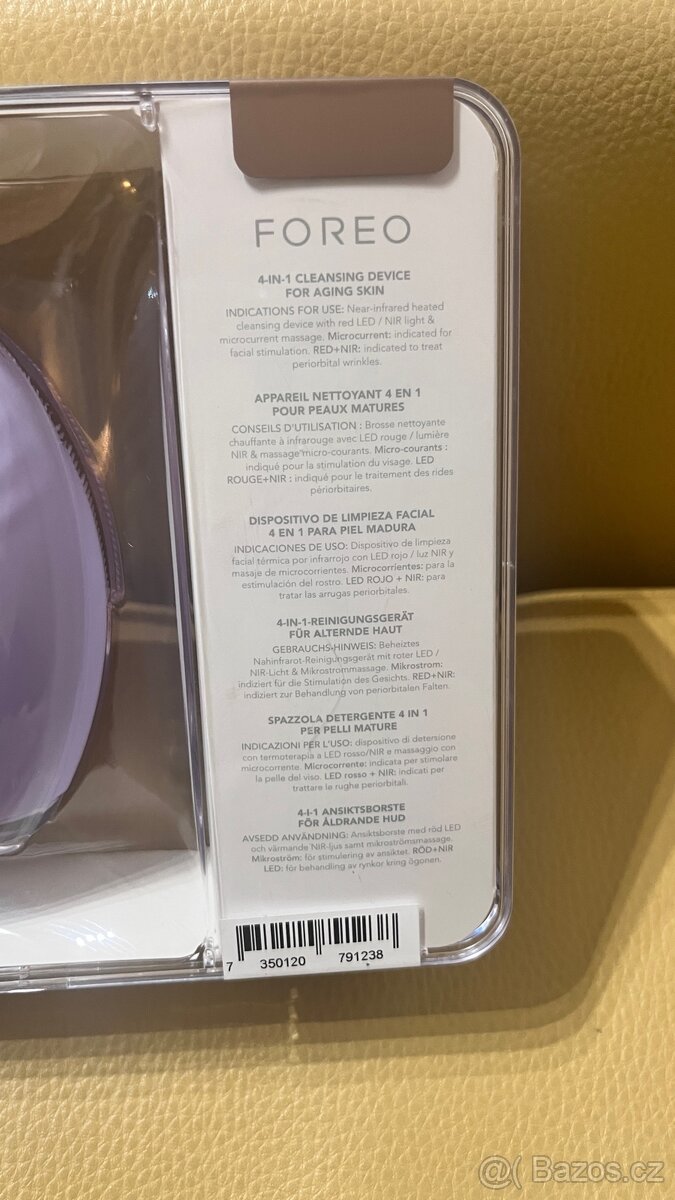 FOREO
4-IN-1 CLEANSING DEVICE
FOR AGING SKIN
INDICATIONS FOR USE: Near-infrared heated
cleansing device with red LED / NIR light &
microcurrent massage. Microcurrent: indicated for
facial stimulation. RED+NIR: indicated to treat
periorbital wrinkles.
APPAREIL NETTOYANT 4 EN 1
POUR PEAUX MATURES
CONSEILS D'UTILISATION : Brosse nettoyante
chauffante à infrarouge avec LED rouge / lumière
NIR & massage micro-courants. Micro-courants :
indiqué pour la stimulation du visage. LED
ROUGE+NIR : indiqué pour le traitement des rides
périorbitaires.
DISPOSITIVO DE LIMPIEZA FACIAL
4 EN 1 PARA PIEL MADURA
INDICACIONES DE USO: Dispositivo de limpieza
facial térmica por infrarrojo con LED rojo / luz NIR y
masaje de microcorrientes. Microcorrientes: para la
estimulación del rostro. LED ROJO + NIR: para
tratar las arrugas periorbitales.
4-IN-1-REINIGUNGSGERÄT
FÜR ALTERNDE HAUT
GEBRAUCHS-HINWEIS: Beheiztes
Nahinfrarot-Reinigungsgerät mit roter LED /
NIR-Licht & Mikrostrommassage. Mikrostrom:
indiziert für die Stimulation des Gesichts. RED+NIR:
indiziert zur Behandlung von periorbitalen Falten.
SPAZZOLA DETERGENTE 4 IN 1
PER PELLI MATURE
INDICAZIONI PER L'USO: dispositivo di detersione
con termoterapia a LED rosso/NIR e massaggio con
microcorrente. Microcorrente: indicata per stimolare
la pelle del viso. LED rosso + NIR: indicati per
trattare le rughe periorbitali.
4-I-1 ANSIKTSBORSTE
FÖR ÅLDRANDE HUD
AVSEDD ANVÄNDNING: Ansiktsborste med röd LED
och värmande NIR-ljus samt mikroströmsmassage.
Mikroström: för stimulering av ansiktet. RÖD+NIR
LED: för behandling av rynkor kring ögonen.
7 350120 791238
@( Bazos.cz